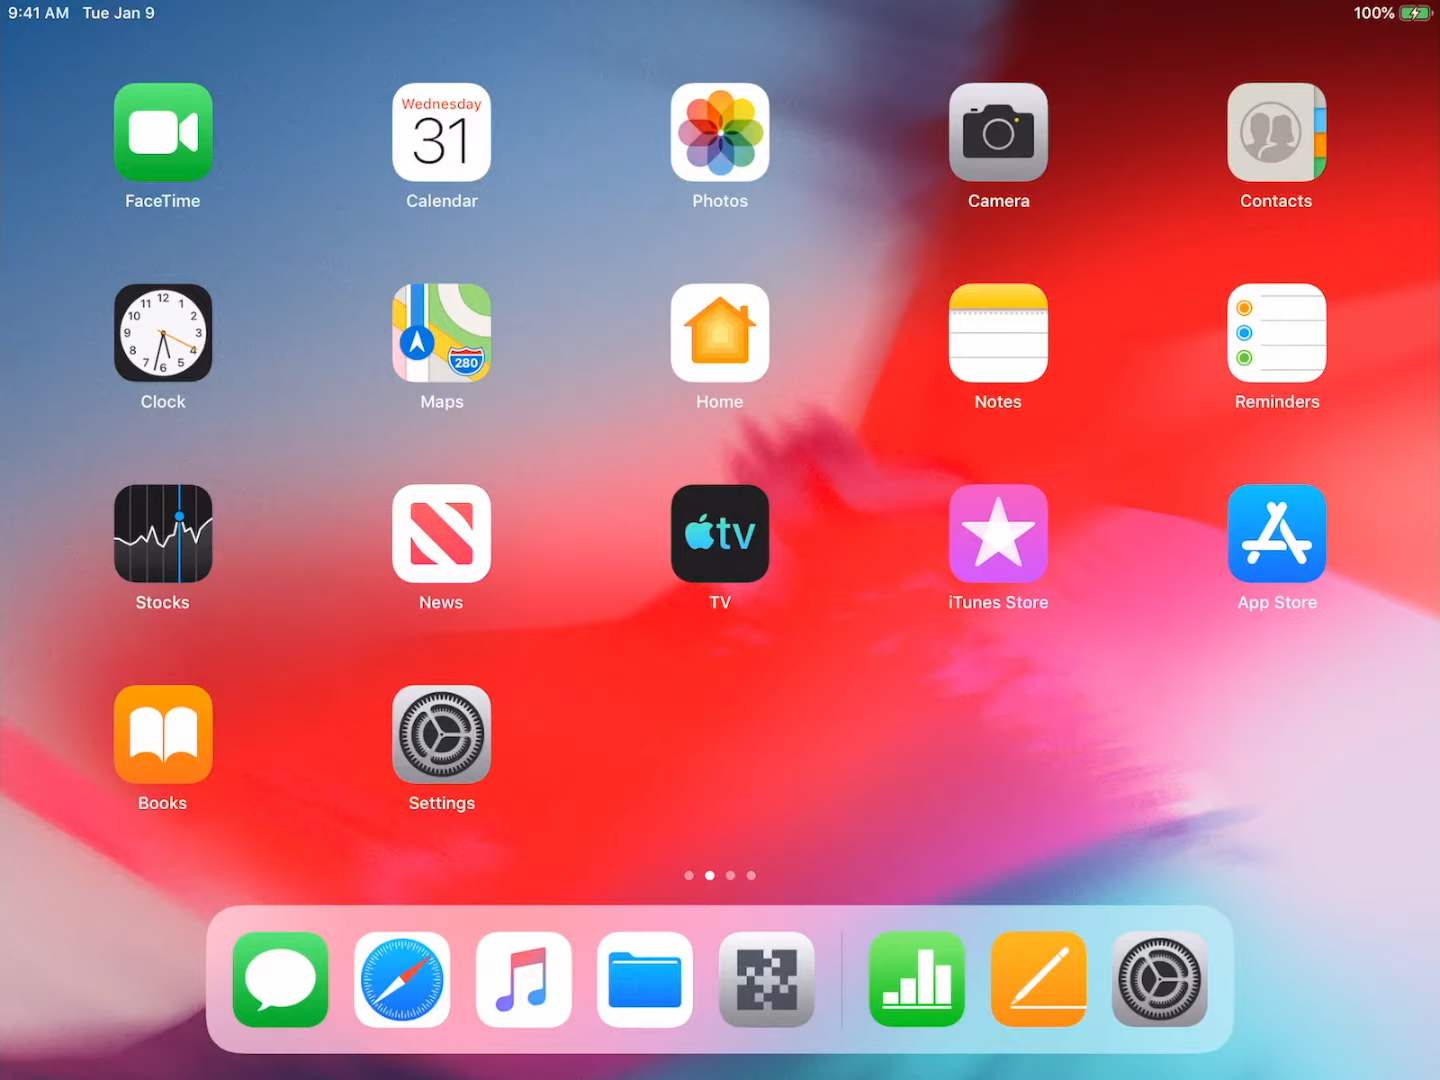 9:41 AM Tue Jan 9 100%
Wednesday
31
FaceTime Calendar Photos Camera Contacts
12
11 1
10 2
9 3
8 4
7 5
6
280
Clock Maps Home Notes Reminders
tv
Stocks News TV iTunes Store App Store
Books Settings